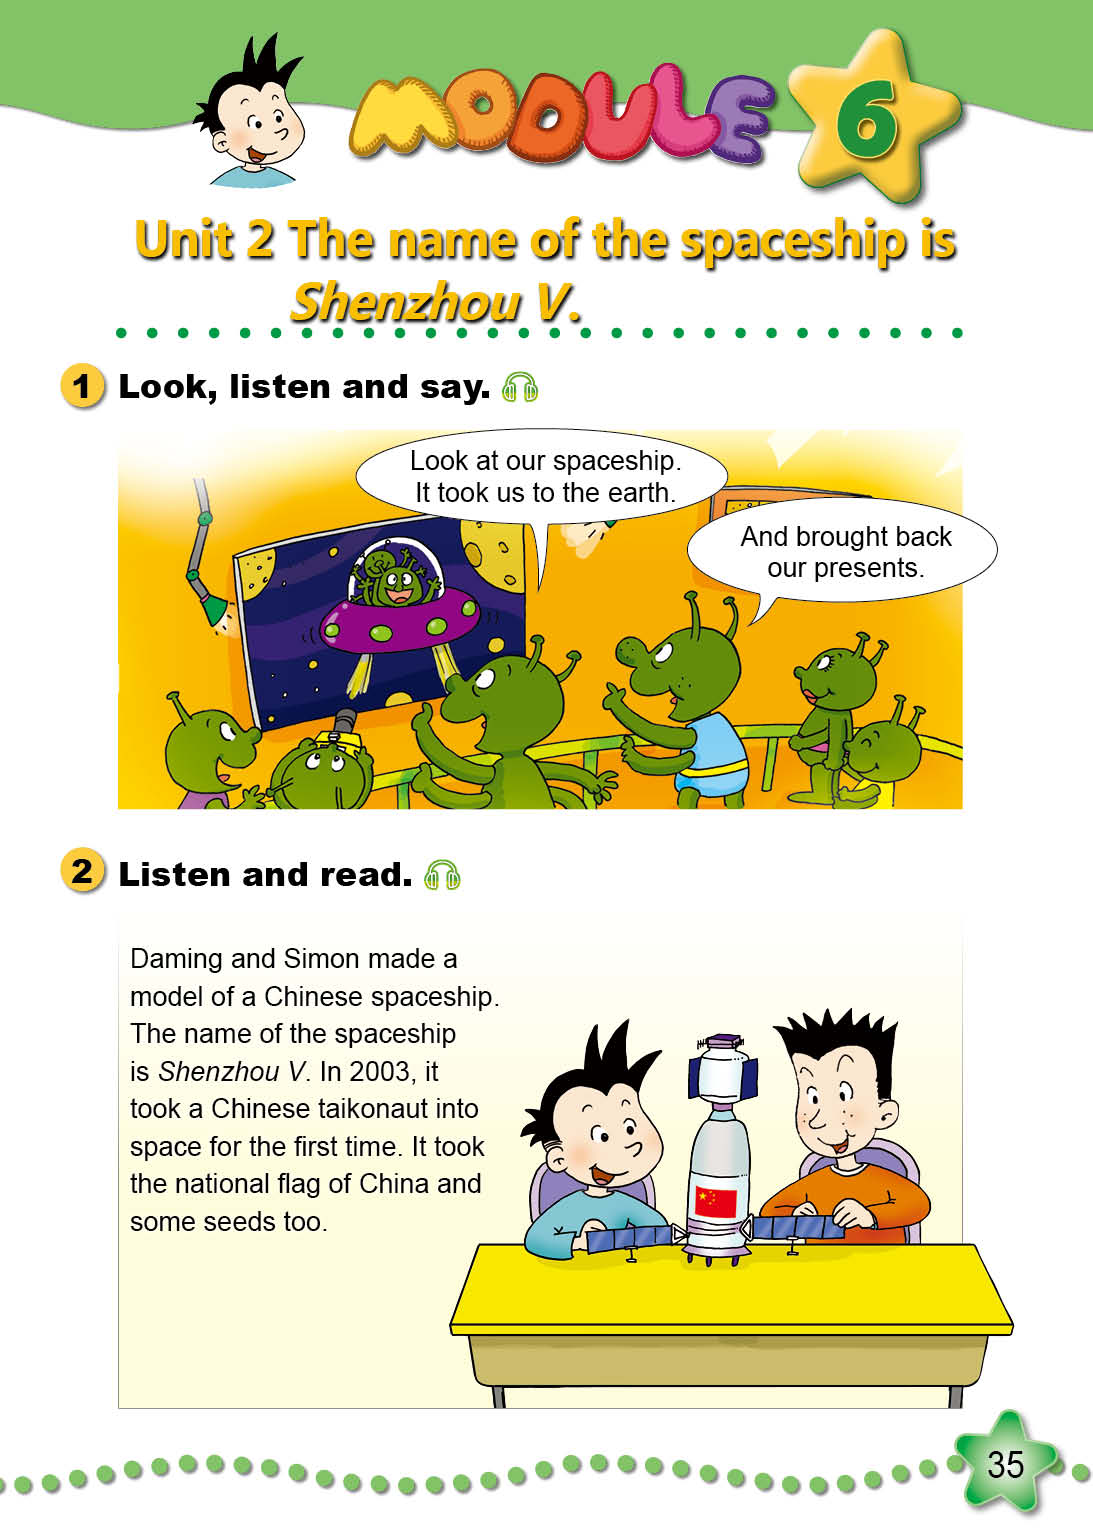 MODULE 6
Unit 2 The name of the spaceship is
Shenzhou V.
1 Look, listen and say.
Look at our spaceship.
It took us to the earth.
And brought back
our presents.
2 Listen and read.
Daming and Simon made a
model of a Chinese spaceship.
The name of the spaceship
is Shenzhou V. In 2003, it
took a Chinese taikonaut into
space for the first time. It took
the national flag of China and
some seeds too.
35